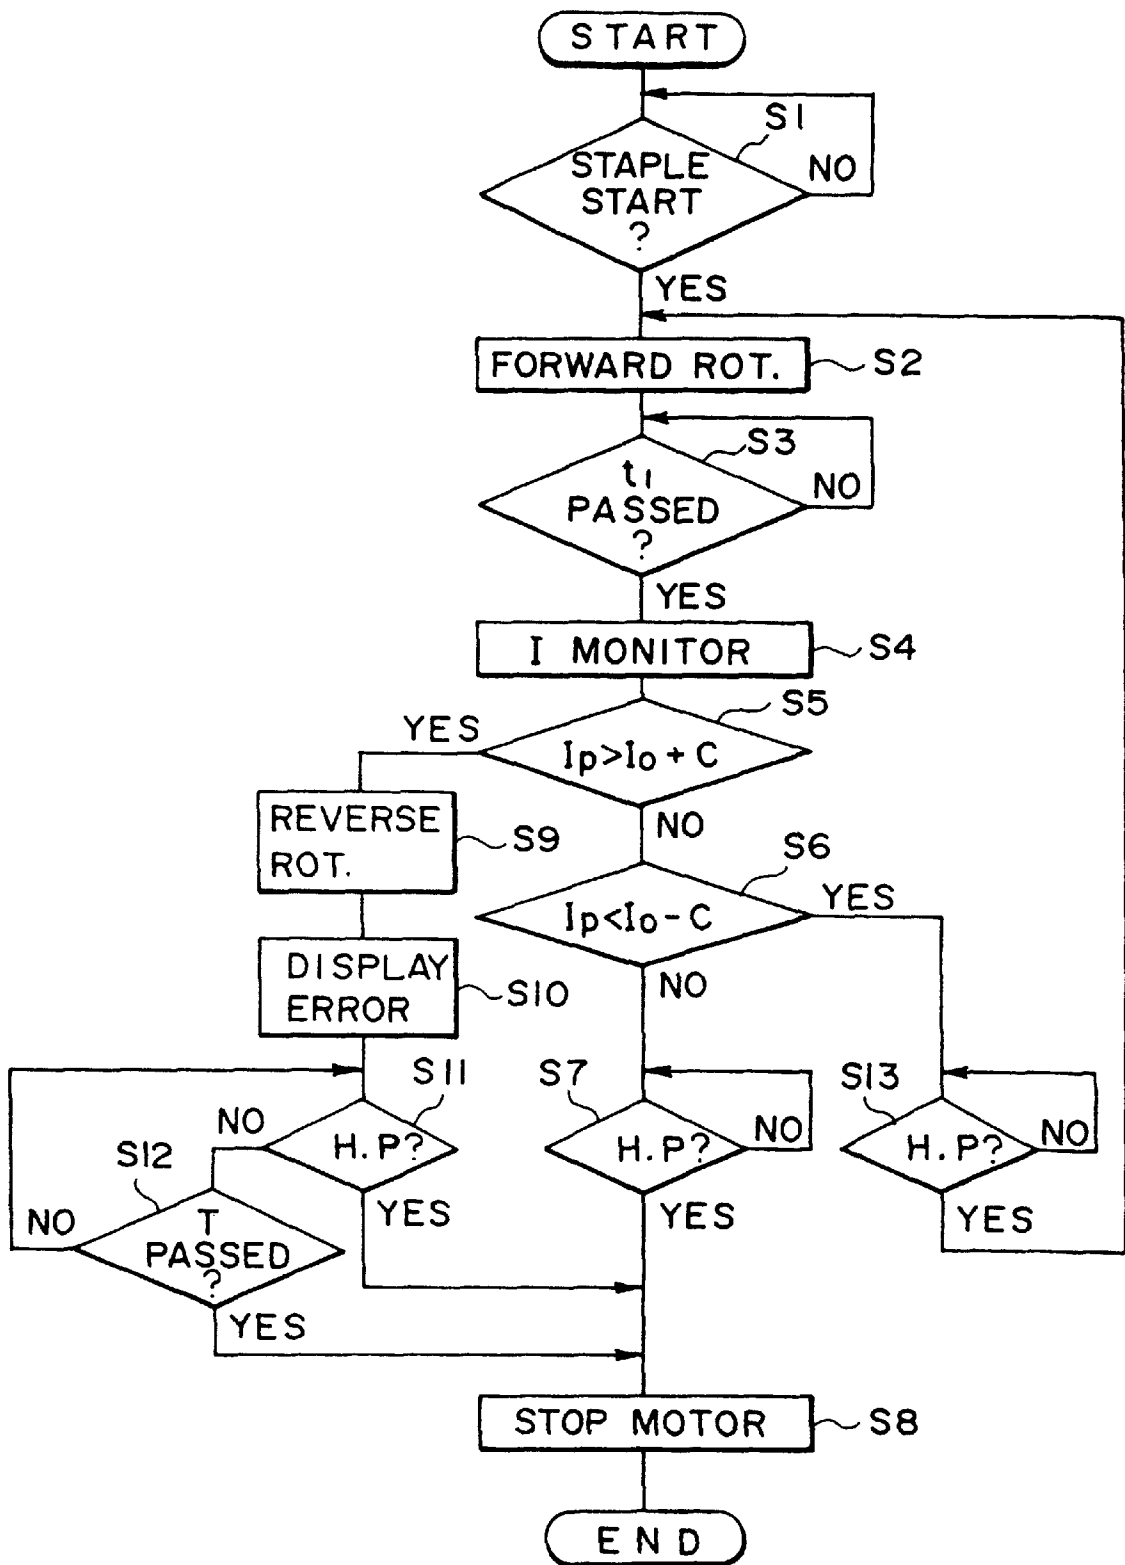 START
S1
STAPLE
START
?
NO
YES
FORWARD ROT.
S2
S3
t1
PASSED
?
NO
YES
I MONITOR
S4
S5
YES
Ip>Io + C
NO
REVERSE
ROT.
S9
S6
Ip<Io - C
YES
NO
DISPLAY
ERROR
S10
S11
NO
H.P?
YES
S12
T
PASSED
?
NO
YES
S7
H.P?
NO
YES
S13
H.P?
NO
YES
STOP MOTOR
S8
END